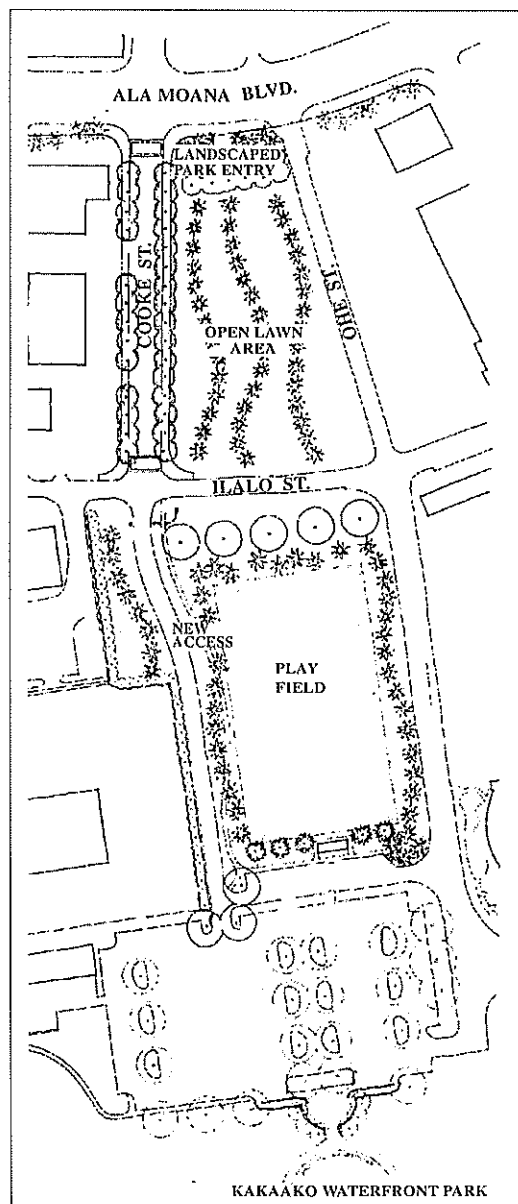 ALA MOANA BLVD.
LANDSCAPED
PARK ENTRY
COOKE ST.
OHE ST.
OPEN LAWN
AREA
ILALO ST.
NEW
ACCESS
PLAY
FIELD
KAKAAKO WATERFRONT PARK